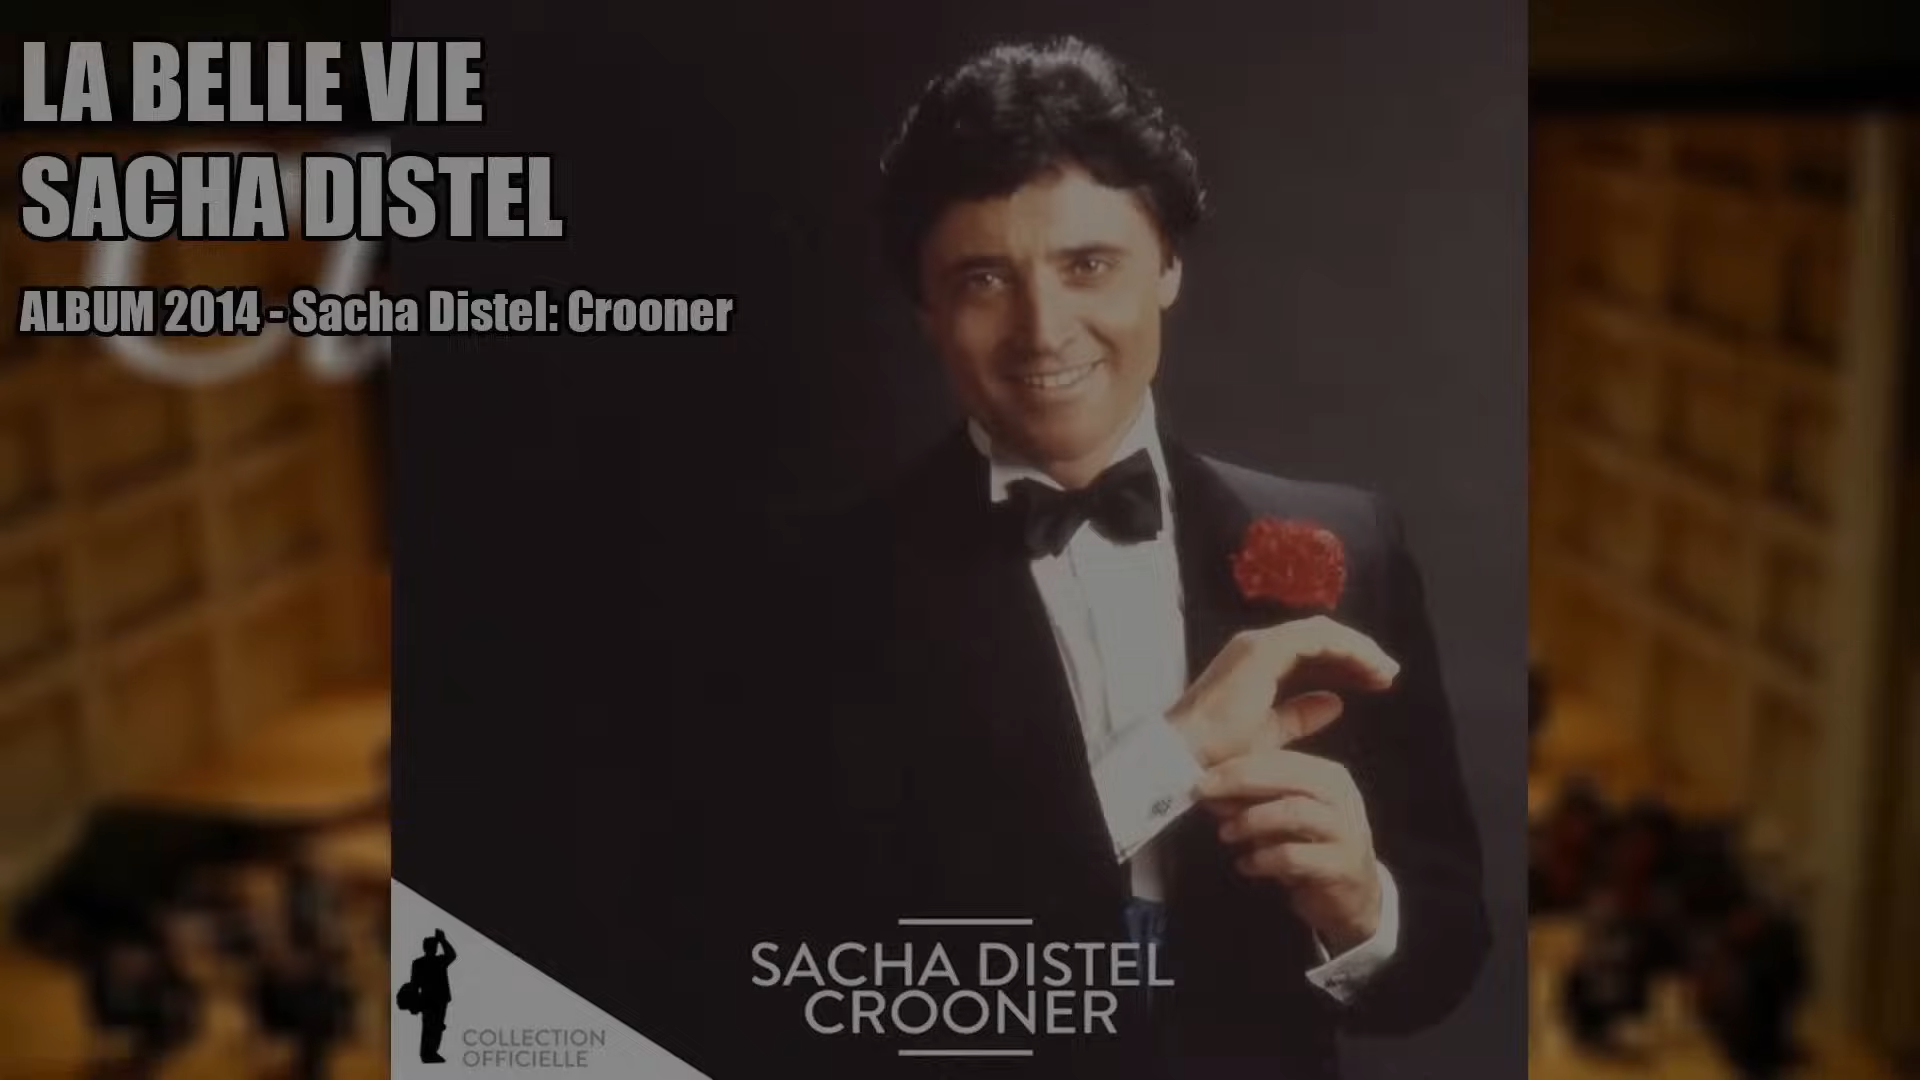 LA BELLE VIE
SACHA DISTEL
ALBUM 2014 - Sacha Distel: Crooner
SACHA DISTEL
CROONER
COLLECTION
OFFICIELLE